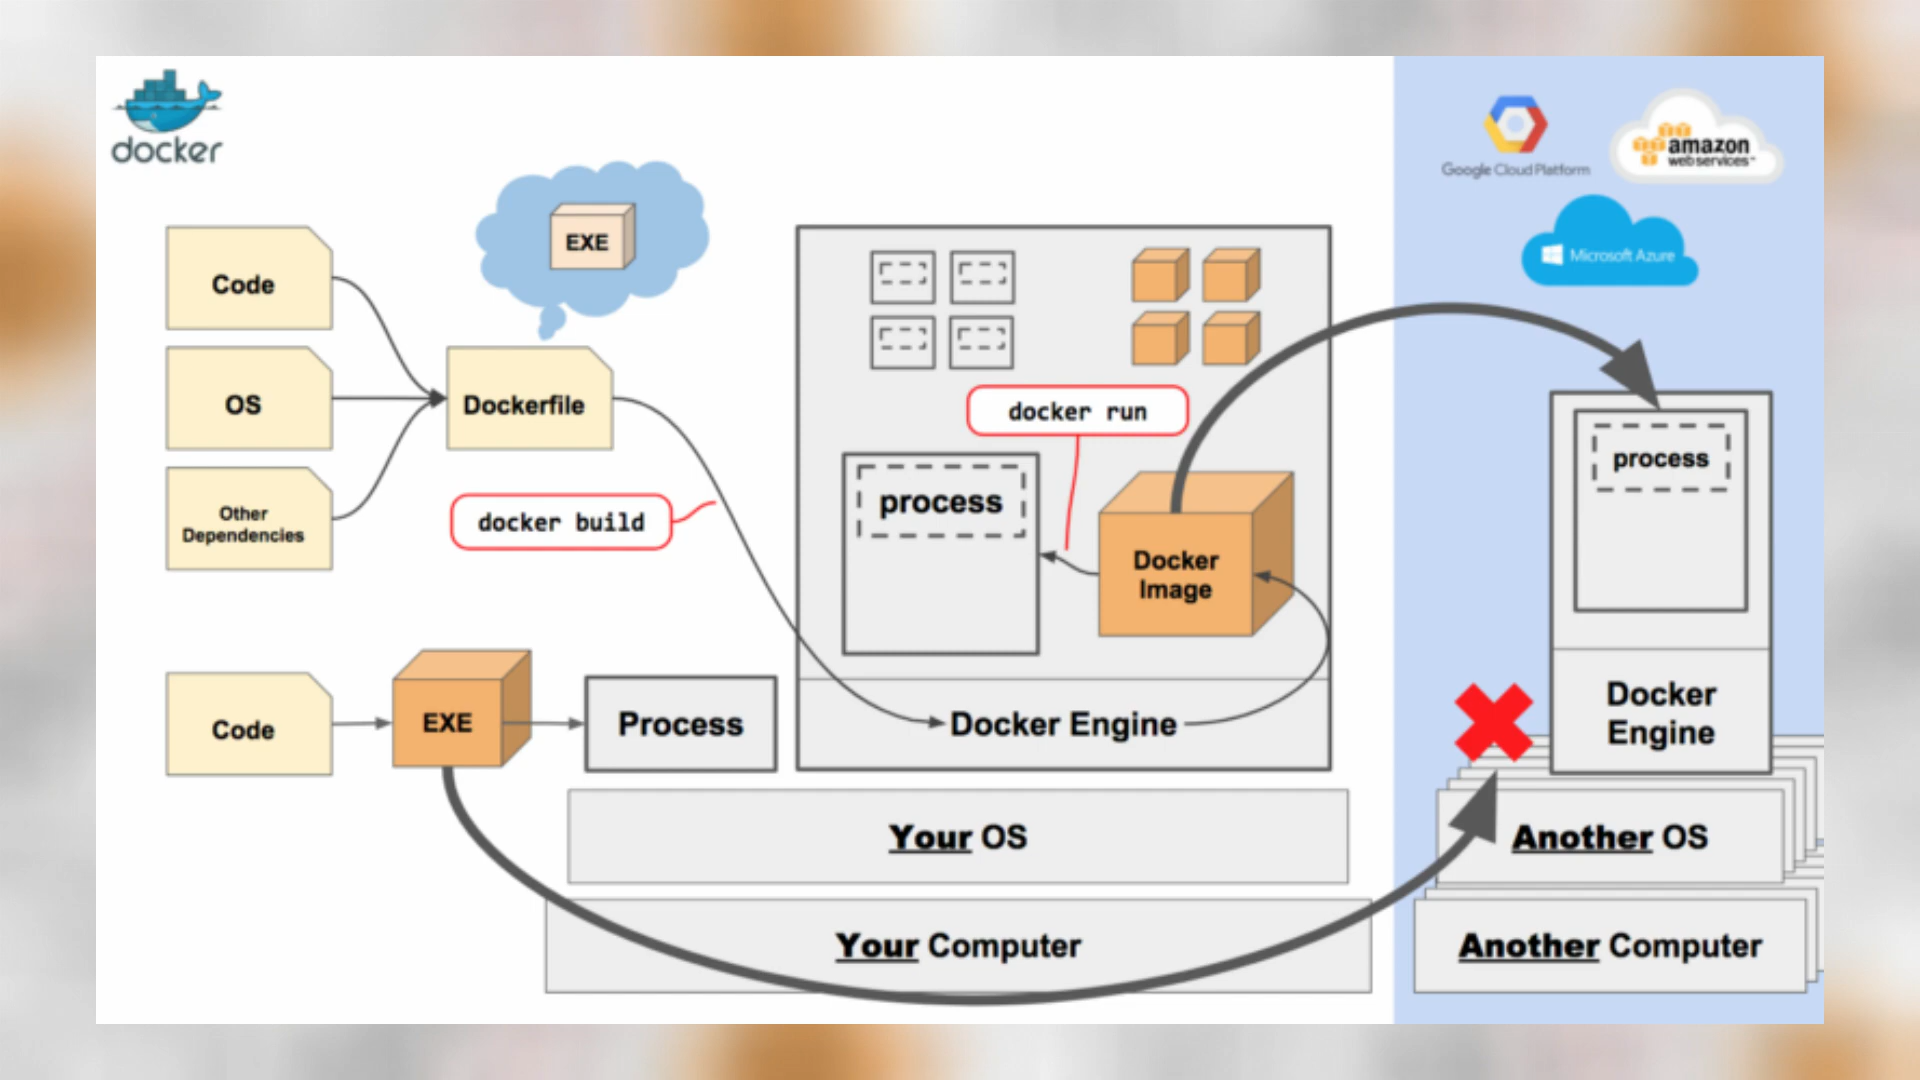 docker
Google Cloud Platform
amazon
web services™
Microsoft Azure
EXE
Code
OS
Dockerfile
docker run
Other
Dependencies
docker build
process
Docker
Image
process
Code
EXE
Process
Docker Engine
Docker
Engine
Your OS
Another OS
Your Computer
Another Computer